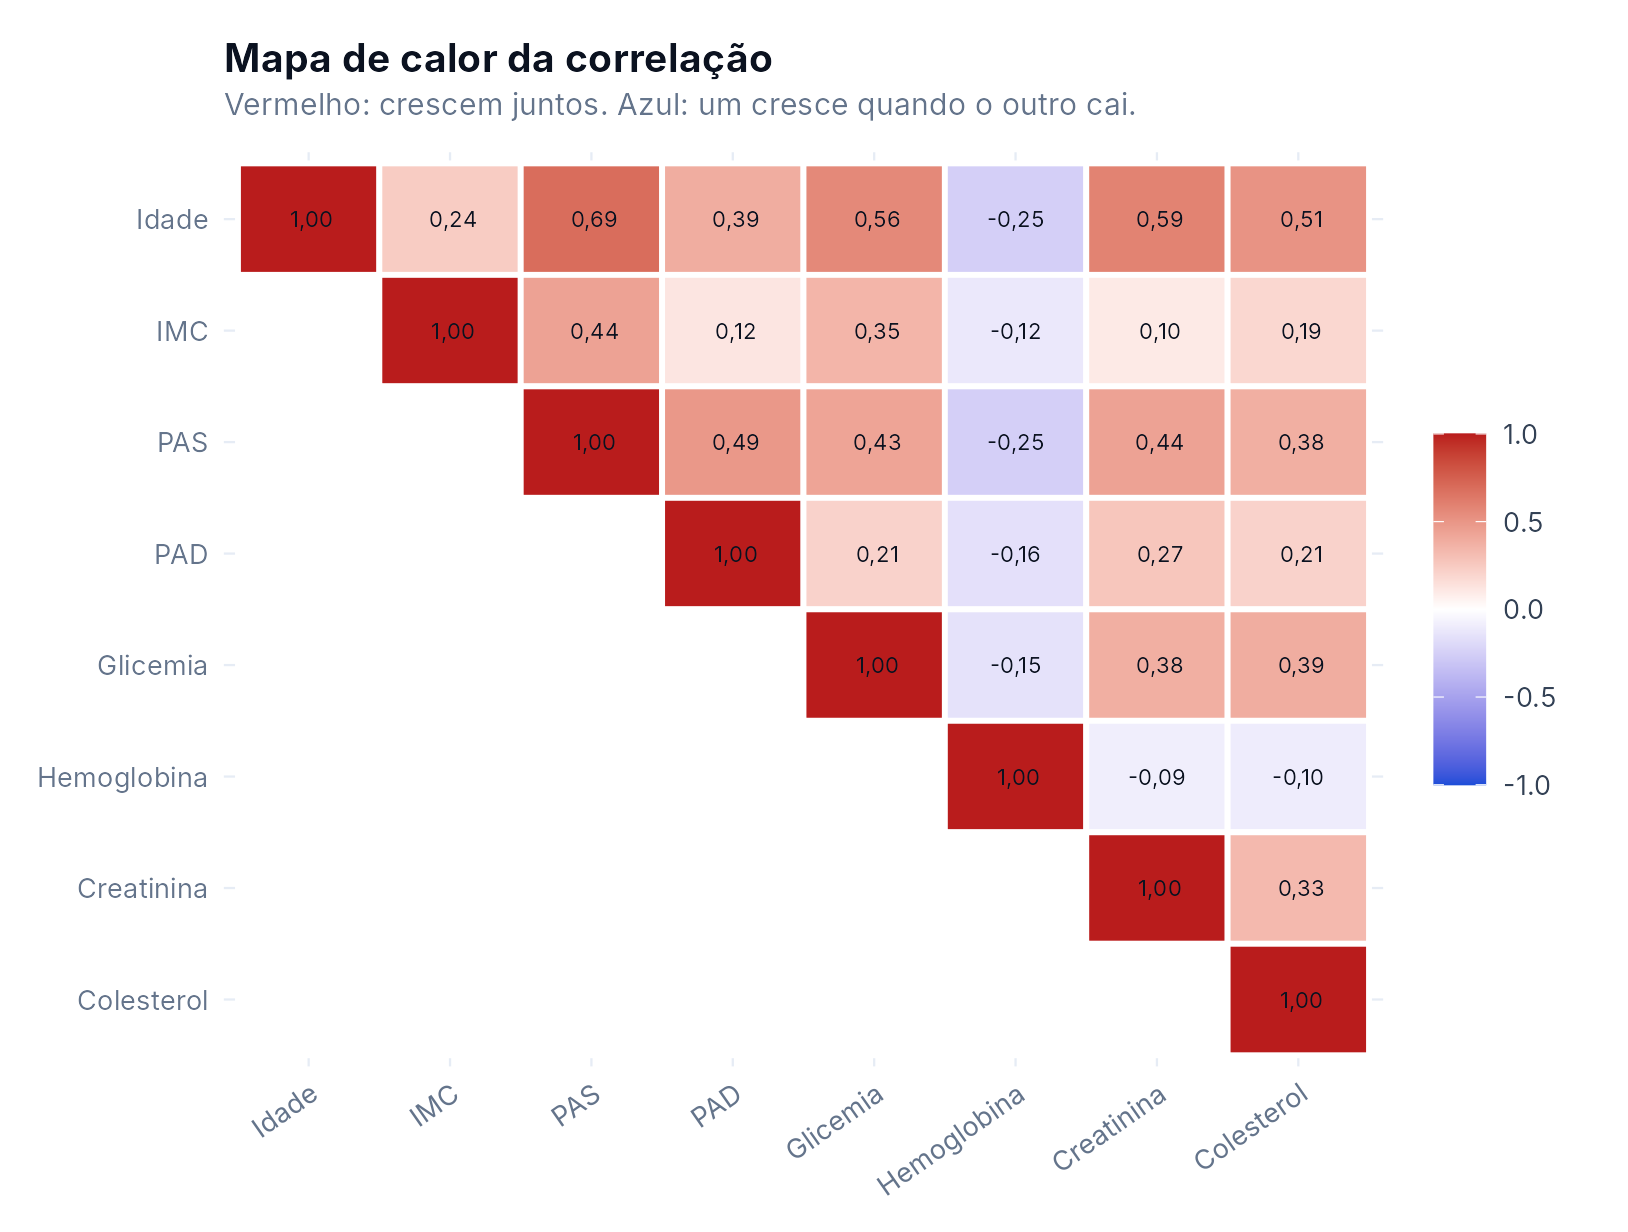 Mapa de calor da correlação
Vermelho: crescem juntos. Azul: um cresce quando o outro cai.
Idade 1,00 0,24 0,69 0,39 0,56 -0,25 0,59 0,51
IMC 1,00 0,44 0,12 0,35 -0,12 0,10 0,19
PAS 1,00 0,49 0,43 -0,25 0,44 0,38
PAD 1,00 0,21 -0,16 0,27 0,21
Glicemia 1,00 -0,15 0,38 0,39
Hemoglobina 1,00 -0,09 -0,10
Creatinina 1,00 0,33
Colesterol 1,00
Idade IMC PAS PAD Glicemia Hemoglobina Creatinina Colesterol
1.0
0.5
0.0
-0.5
-1.0